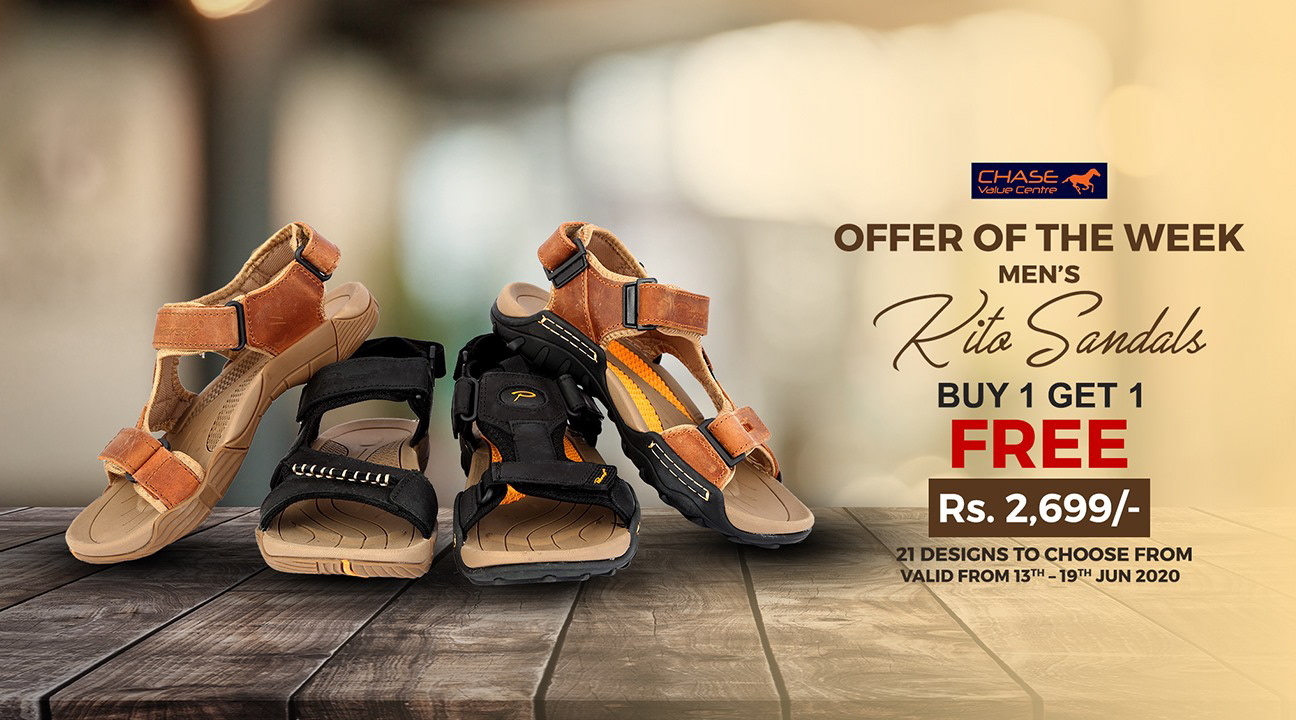 CHASE
Value Centre
OFFER OF THE WEEK
MEN'S
Kito Sandals
BUY 1 GET 1
FREE
Rs. 2,699/-
21 DESIGNS TO CHOOSE FROM
VALID FROM 13TH – 19TH JUN 2020